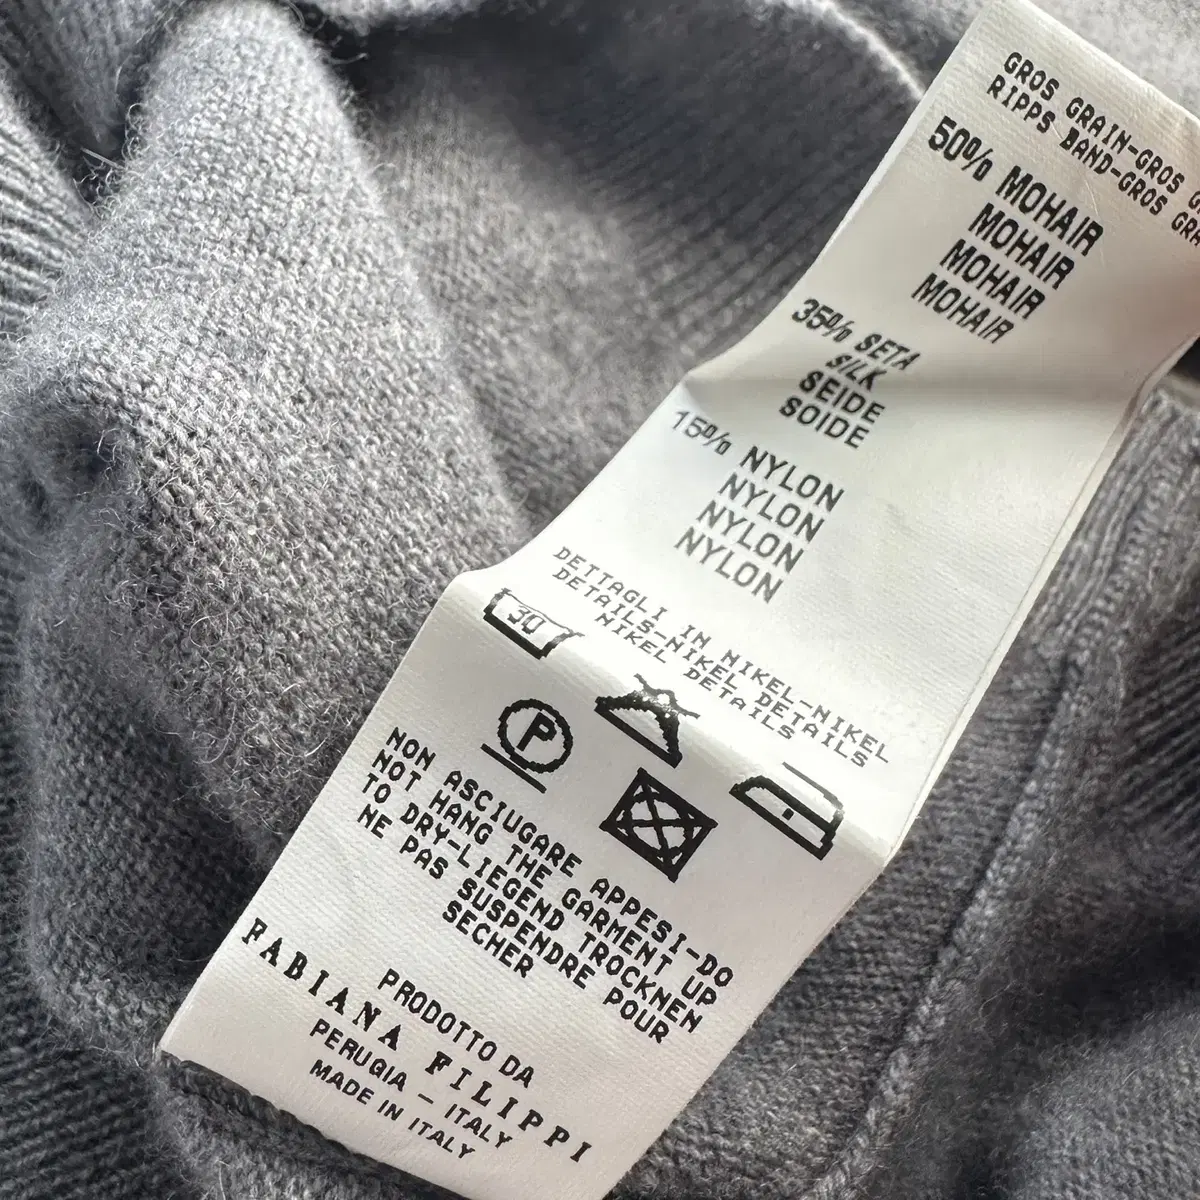 GROS GRAIN-GROS
RIPPS BAND-GROS
50% MOHAIR
MOHAIR
MOHAIR
MOHAIR
35% SETA
SILK
SEIDE
SOIDE
15% NYLON
NYLON
NYLON
NYLON
DETTAGLI IN NIKEL-NIKEL
DETAILS-NIKEL DETAILS
NIKEL DETAILS
30
P
NON ASCIUGARE APPESI-DO
NOT HANG THE GARMENT UP
TO DRY-LIEGEND TROCKNEN
NE PAS SUSPENDRE POUR
SECHER
PRODOTTO DA
FABIANA FILIPPI
PERUGIA - ITALY
MADE IN ITALY